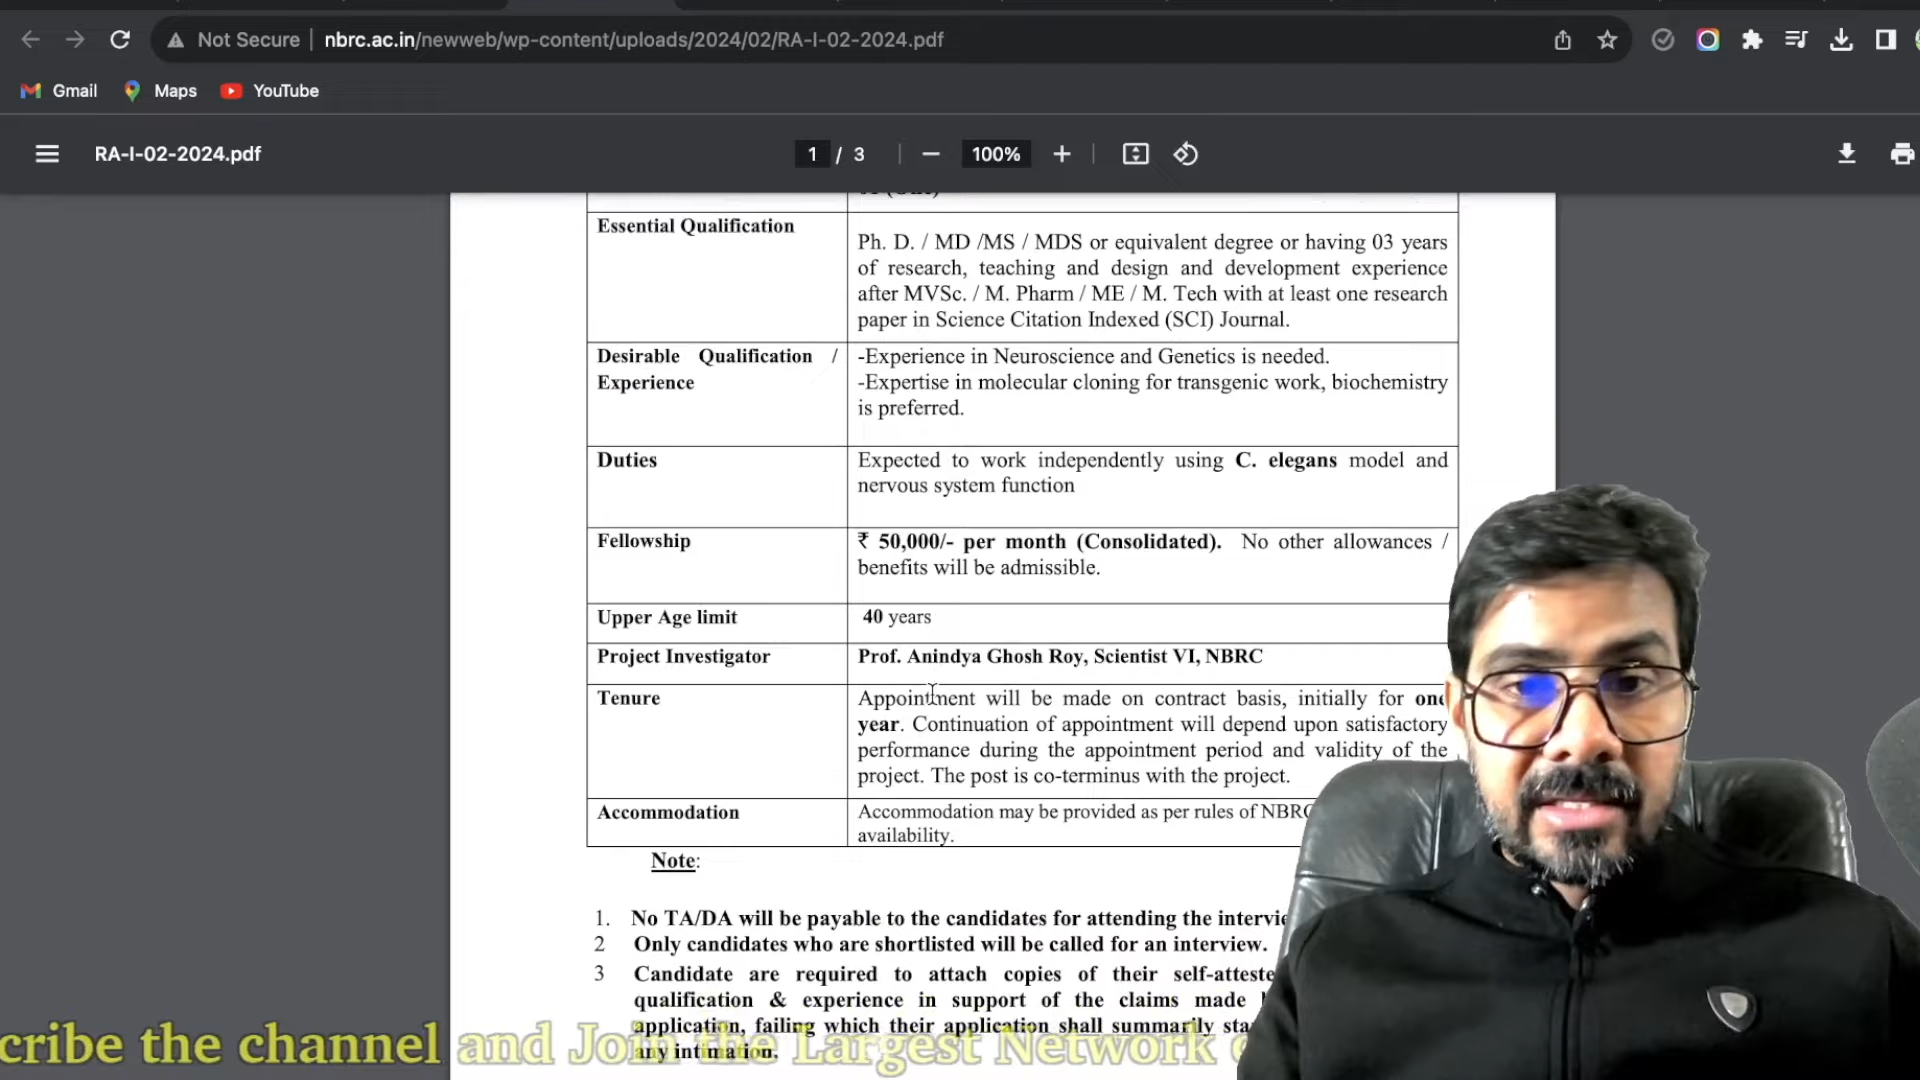 Not Secure | nbrc.ac.in/newweb/wp-content/uploads/2024/02/RA-I-02-2024.pdf
Gmail Maps YouTube
RA-I-02-2024.pdf 1 / 3 100%
Essential Qualification
Ph. D. / MD /MS / MDS or equivalent degree or having 03 years
of research, teaching and design and development experience
after MVSc. / M. Pharm / ME / M. Tech with at least one research
paper in Science Citation Indexed (SCI) Journal.
Desirable Qualification /
Experience
-Experience in Neuroscience and Genetics is needed.
-Expertise in molecular cloning for transgenic work, biochemistry
is preferred.
Duties
Expected to work independently using C. elegans model and
nervous system function
Fellowship
₹ 50,000/- per month (Consolidated). No other allowances /
benefits will be admissible.
Upper Age limit
40 years
Project Investigator
Prof. Anindya Ghosh Roy, Scientist VI, NBRC
Tenure
Appointment will be made on contract basis, initially for one
year. Continuation of appointment will depend upon satisfactory
performance during the appointment period and validity of the
project. The post is co-terminus with the project.
Accommodation
Accommodation may be provided as per rules of NBRC
availability.
Note:
1. No TA/DA will be payable to the candidates for attending the intervie
2 Only candidates who are shortlisted will be called for an interview.
3 Candidate are required to attach copies of their self-atteste
qualification & experience in support of the claims made
application, failing which their application shall summarily sta
any intimation.
cribe the channel and Join the Largest Network